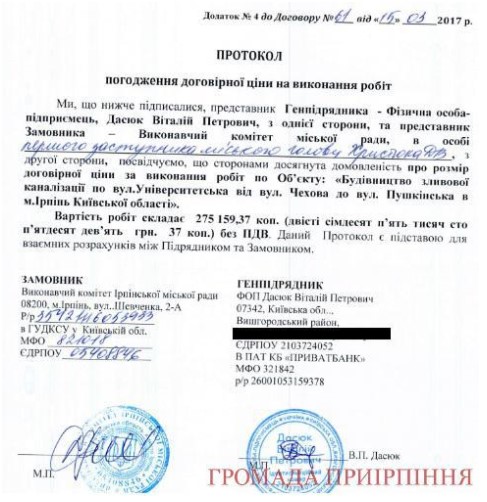 Додаток № 4 до Договору № 61 від «15» 03 2017 р.
ПРОТОКОЛ
погодження договірної ціни на виконання робіт
Ми, що нижче підписалися, представник Генпідрядника - Фізична особа-
підприємець, Дасюк Віталій Петрович, з однієї сторони, та представник
Замовника – Виконавчий комітет міської ради, в особі
першого заступника міського голови Христюка Д.В., з
другої сторони, посвідчуємо, що сторонами досягнута домовленість про розмір
договірної ціни за виконання робіт по Об'єкту: «Будівництво зливової
каналізації по вул.Університетська від вул. Чехова до вул. Пушкінська в
м.Ірпінь Київської області».
Вартість робіт складає 275 159,37 коп. (двісті сімдесят п'ять тисяч сто
п'ятдесят дев'ять грн. 37 коп.) без ПДВ. Даний Протокол є підставою для
взаємних розрахунків між Підрядником та Замовником.
ЗАМОВНИК
Виконавчий комітет Ірпінської міської ради
08200, м.Ірпінь, вул..Шевченка, 2-А
Р/р
в ГУДКСУ у Київській обл.
МФО 821018
ЄДРПОУ 05408846
М.П.
ГЕНПІДРЯДНИК
ФОП Дасюк Віталій Петрович
07342, Київська обл..,
Вишгородський район,
ЄДРПОУ 2103724052
В ПАТ КБ «ПРИВАТБАНК»
МФО 321842
р/р 26001053159378
В.П. Дасюк
М.П.
Дасюк
Віталій
Петрович
ГРОМАДА ПРИІРПІННЯ